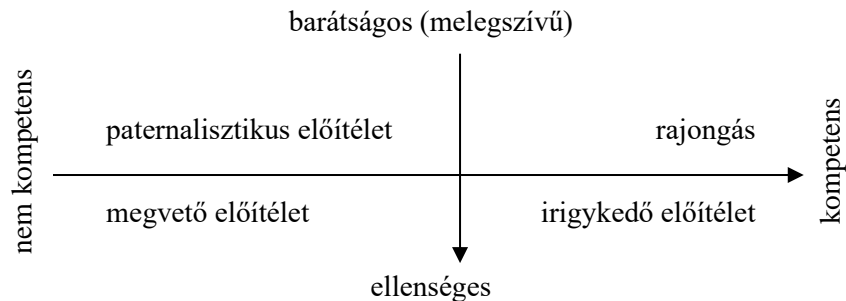 barátságos (melegszívű)
nem kompetens
paternalisztikus előítélet
rajongás
kompetens
megvető előítélet
irigykedő előítélet
ellenséges